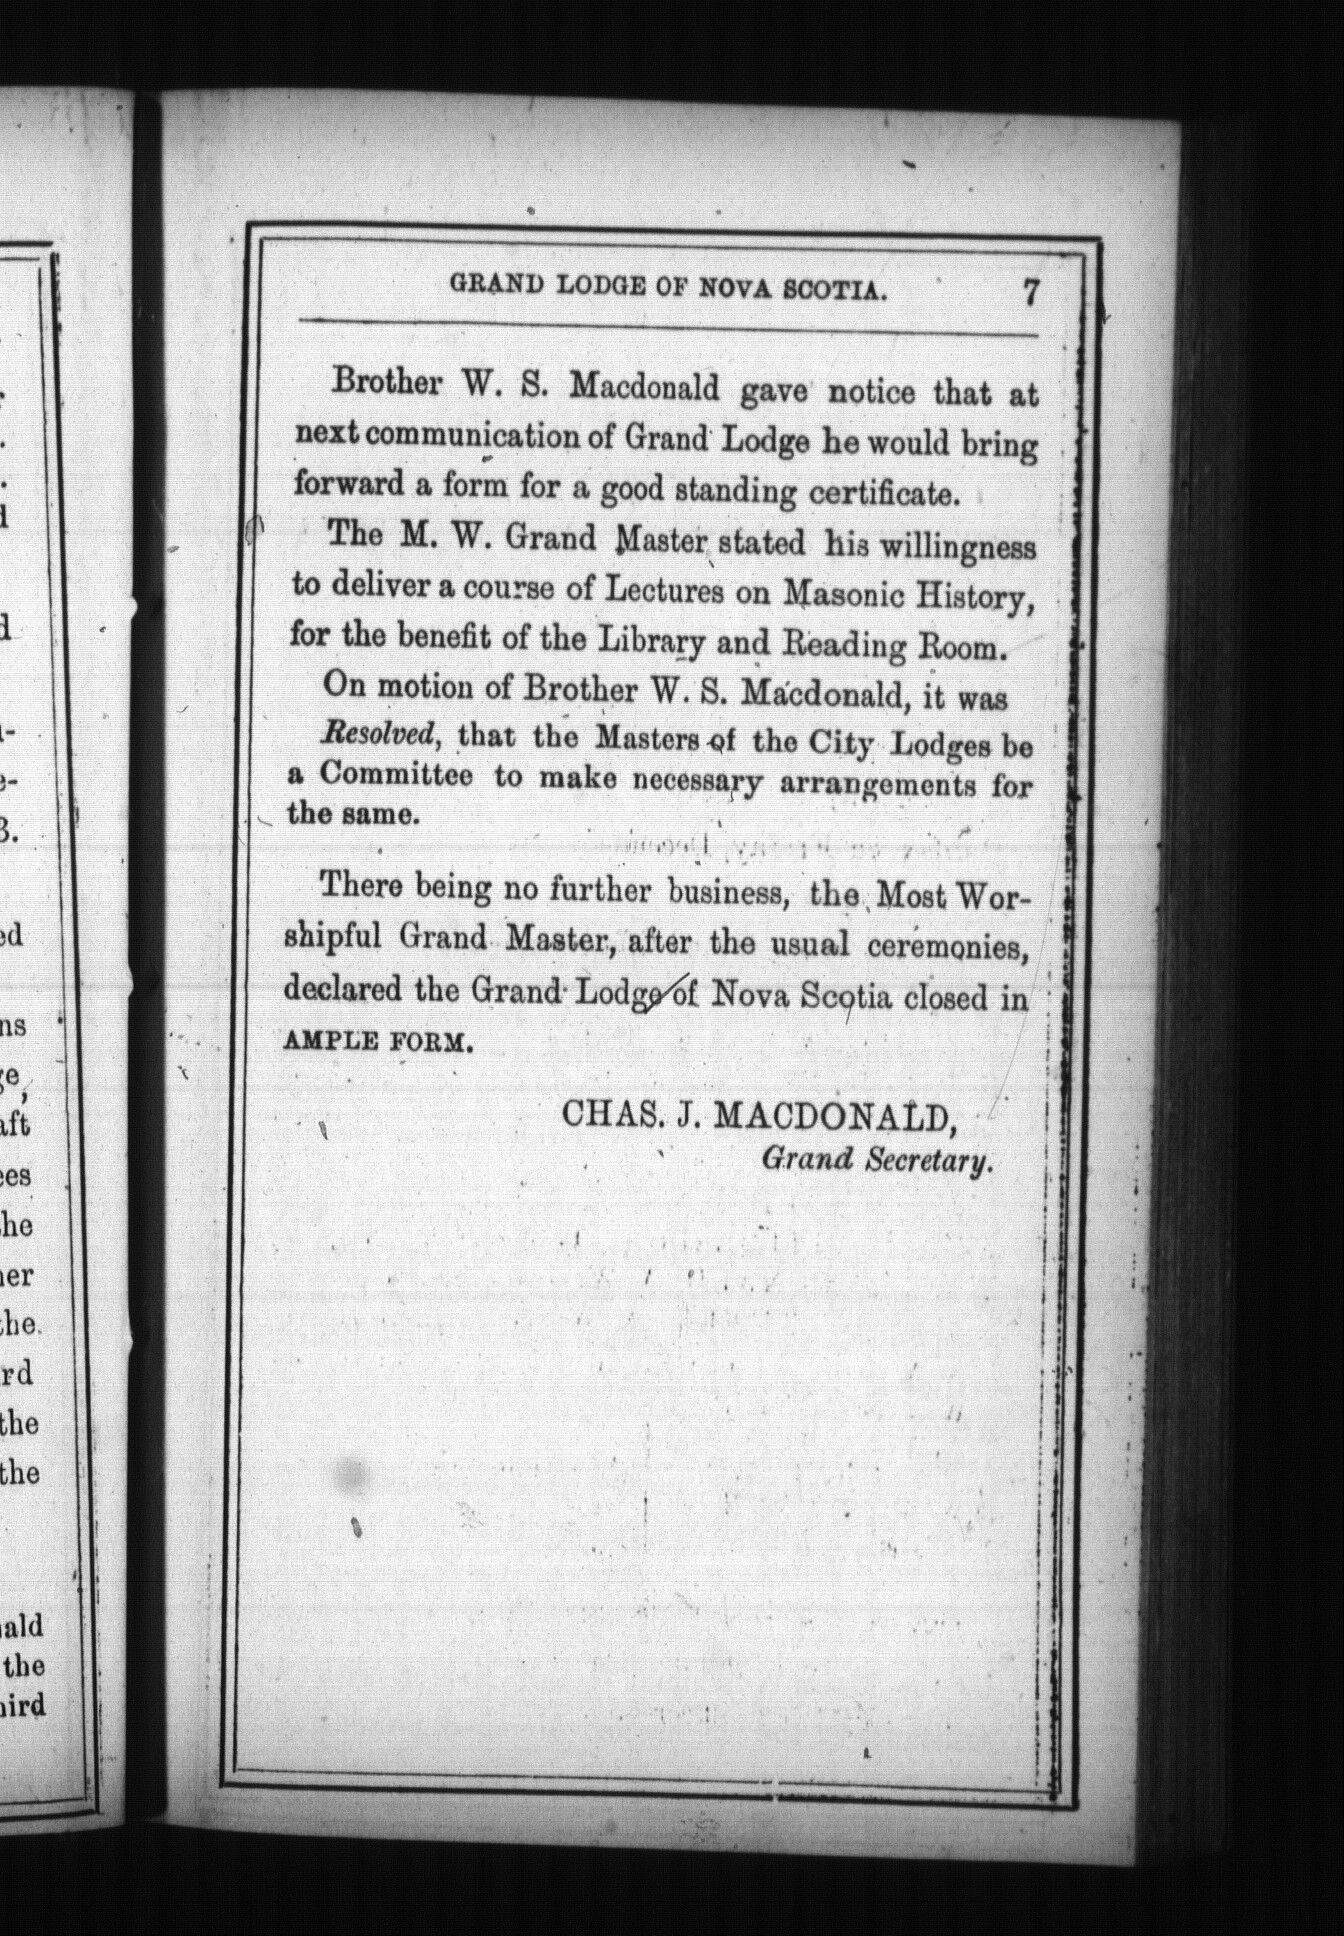 GRAND LODGE OF NOVA SCOTIA. 7
Brother W. S. Macdonald gave notice that at
next communication of Grand Lodge he would bring
forward a form for a good standing certificate.
The M. W. Grand Master stated his willingness
to deliver a course of Lectures on Masonic History,
for the benefit of the Library and Reading Room.
On motion of Brother W. S. Macdonald, it was
Resolved, that the Masters of the City Lodges be
a Committee to make necessary arrangements for
the same.
There being no further business, the Most Wor-
shipful Grand Master, after the usual ceremonies,
declared the Grand Lodge of Nova Scotia closed in
AMPLE FORM.
CHAS. J. MACDONALD,
Grand Secretary.